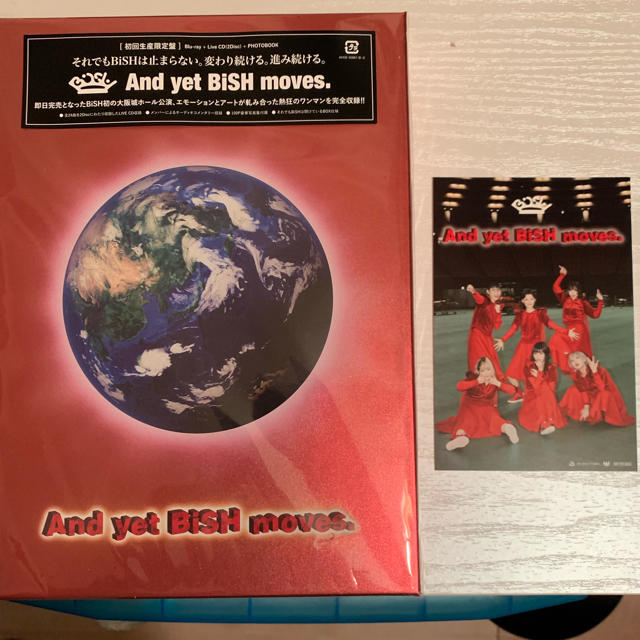 [ 初回生産限定盤 ] Blu-ray + Live CD(2Disc) + PHOTOBOOK
それでもBiSHは止まらない。変わり続ける。進み続ける。
BiSH And yet BiSH moves.
即日完売となったBiSH初の大阪城ホール公演、エモーションとアートが軋み合った熱狂のワンマンを完全収録!!
And yet BiSH moves.
BiSH
And yet BiSH moves.